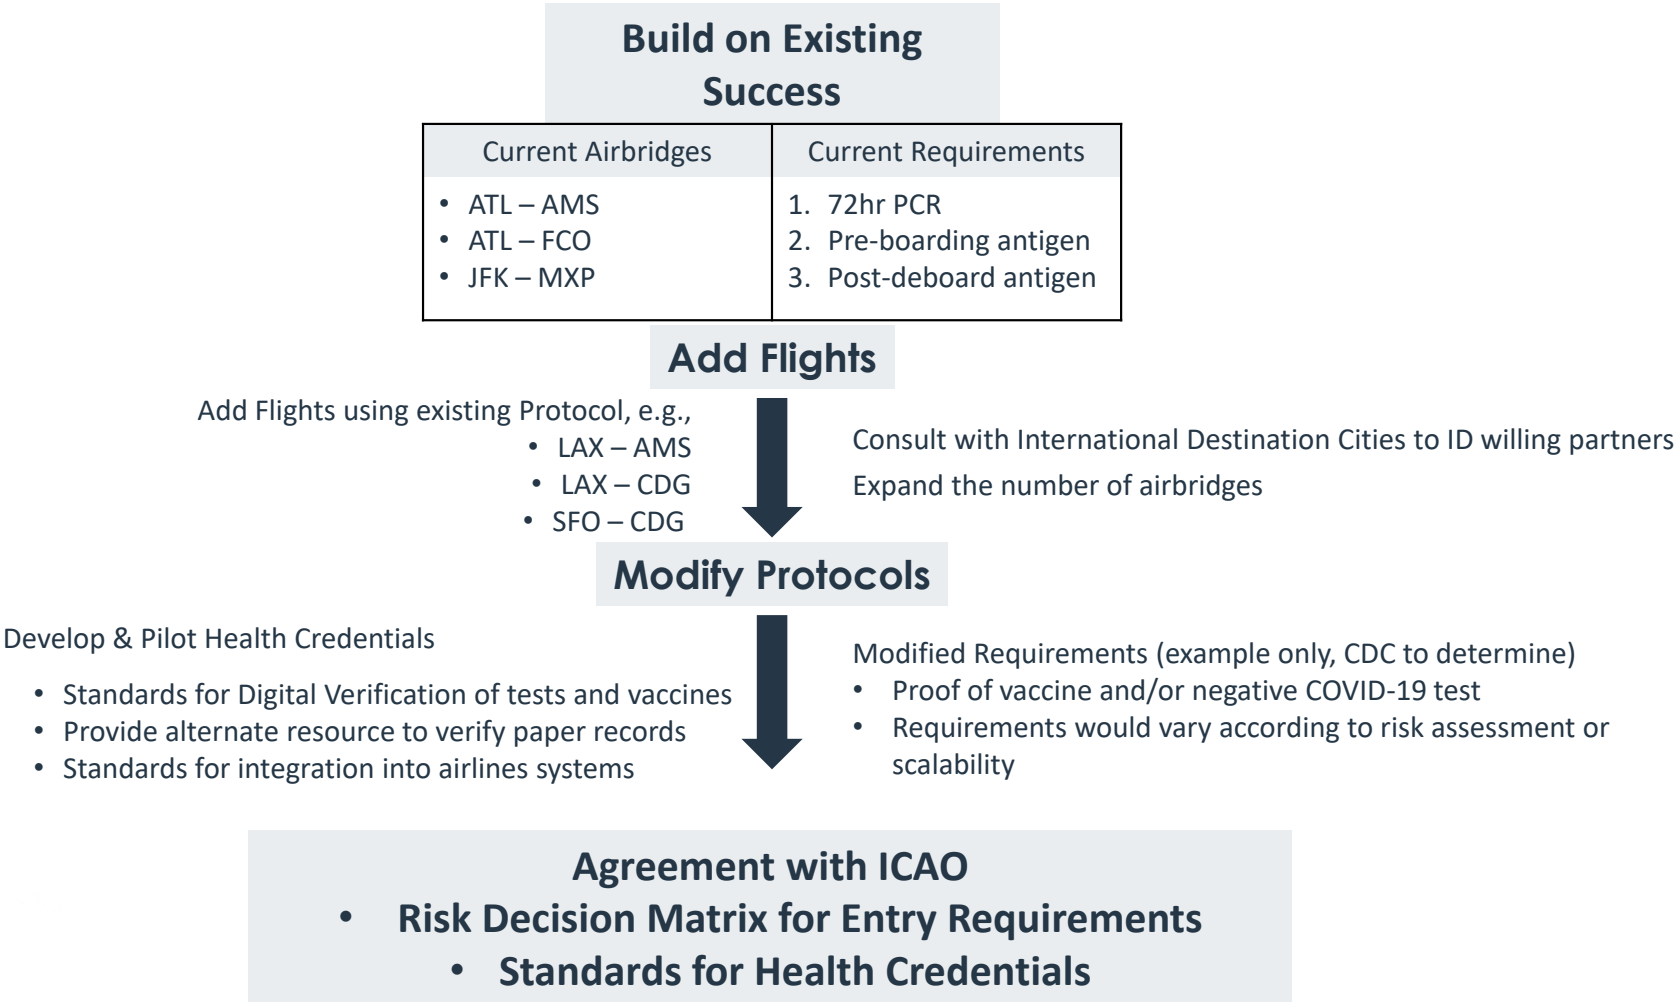 Build on Existing
Success
Current Airbridges
• ATL – AMS
• ATL – FCO
• JFK – MXP
Current Requirements
1. 72hr PCR
2. Pre-boarding antigen
3. Post-deboard antigen
Add Flights
Add Flights using existing Protocol, e.g.,
• LAX – AMS
• LAX – CDG
• SFO – CDG
Consult with International Destination Cities to ID willing partners
Expand the number of airbridges
Modify Protocols
Develop & Pilot Health Credentials
• Standards for Digital Verification of tests and vaccines
• Provide alternate resource to verify paper records
• Standards for integration into airlines systems
Modified Requirements (example only, CDC to determine)
• Proof of vaccine and/or negative COVID-19 test
• Requirements would vary according to risk assessment or
scalability
Agreement with ICAO
• Risk Decision Matrix for Entry Requirements
• Standards for Health Credentials